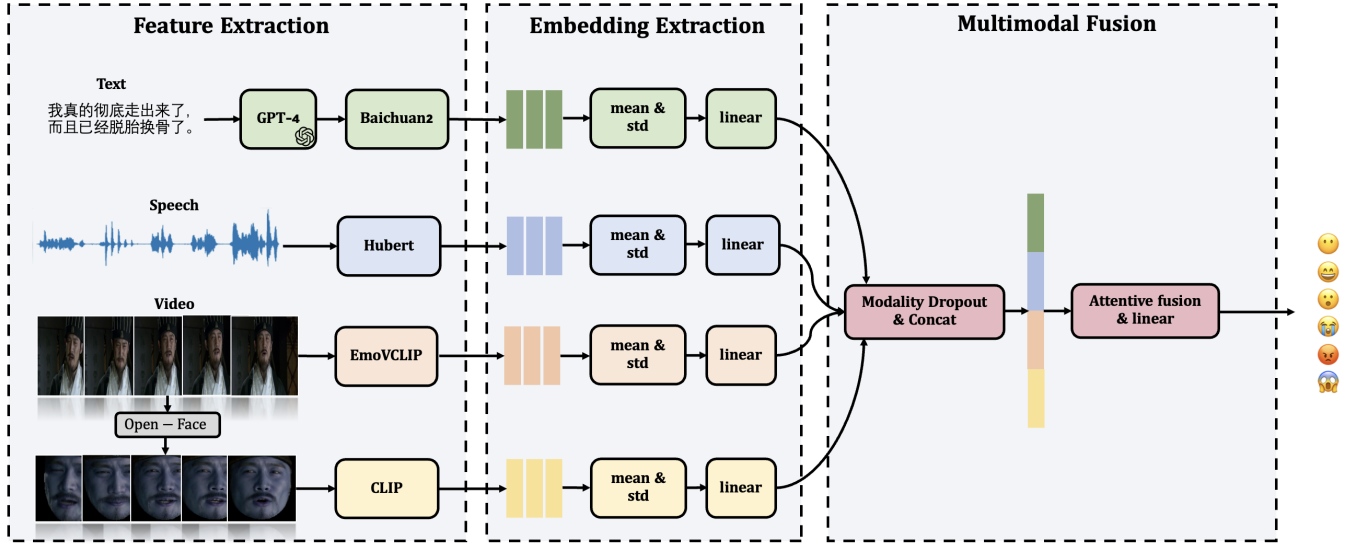 Feature Extraction
Embedding Extraction
Multimodal Fusion
Text
我真的彻底走出来了,
而且已经脱胎换骨了。
GPT-4
Baichuan2
mean &
std
linear
Speech
Hubert
mean &
std
linear
Modality Dropout
& Concat
Attentive fusion
& linear
Video
EmoVCLIP
mean &
std
linear
Open – Face
CLIP
mean &
std
linear